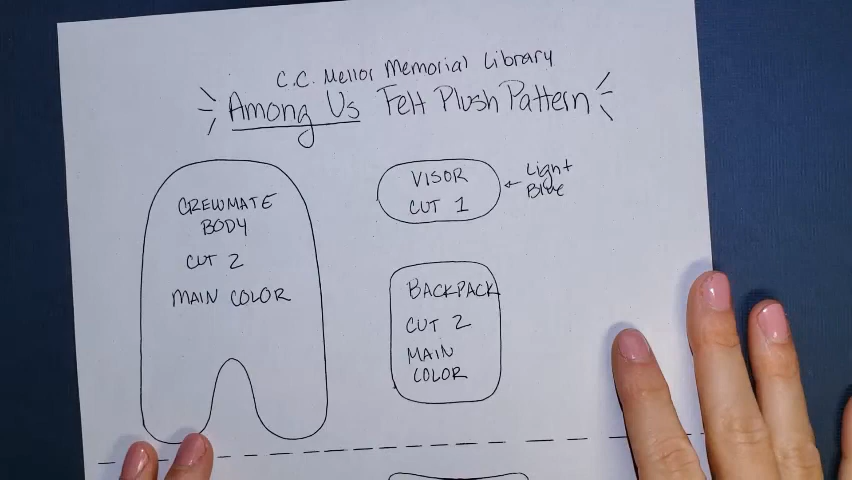 C.C. Mellor Memorial Library
Among Us Felt Plush Pattern
CREWMATE
BODY
CUT 2
MAIN COLOR
VISOR
CUT 1
Light
Blue
BACKPACK
CUT 2
MAIN
COLOR